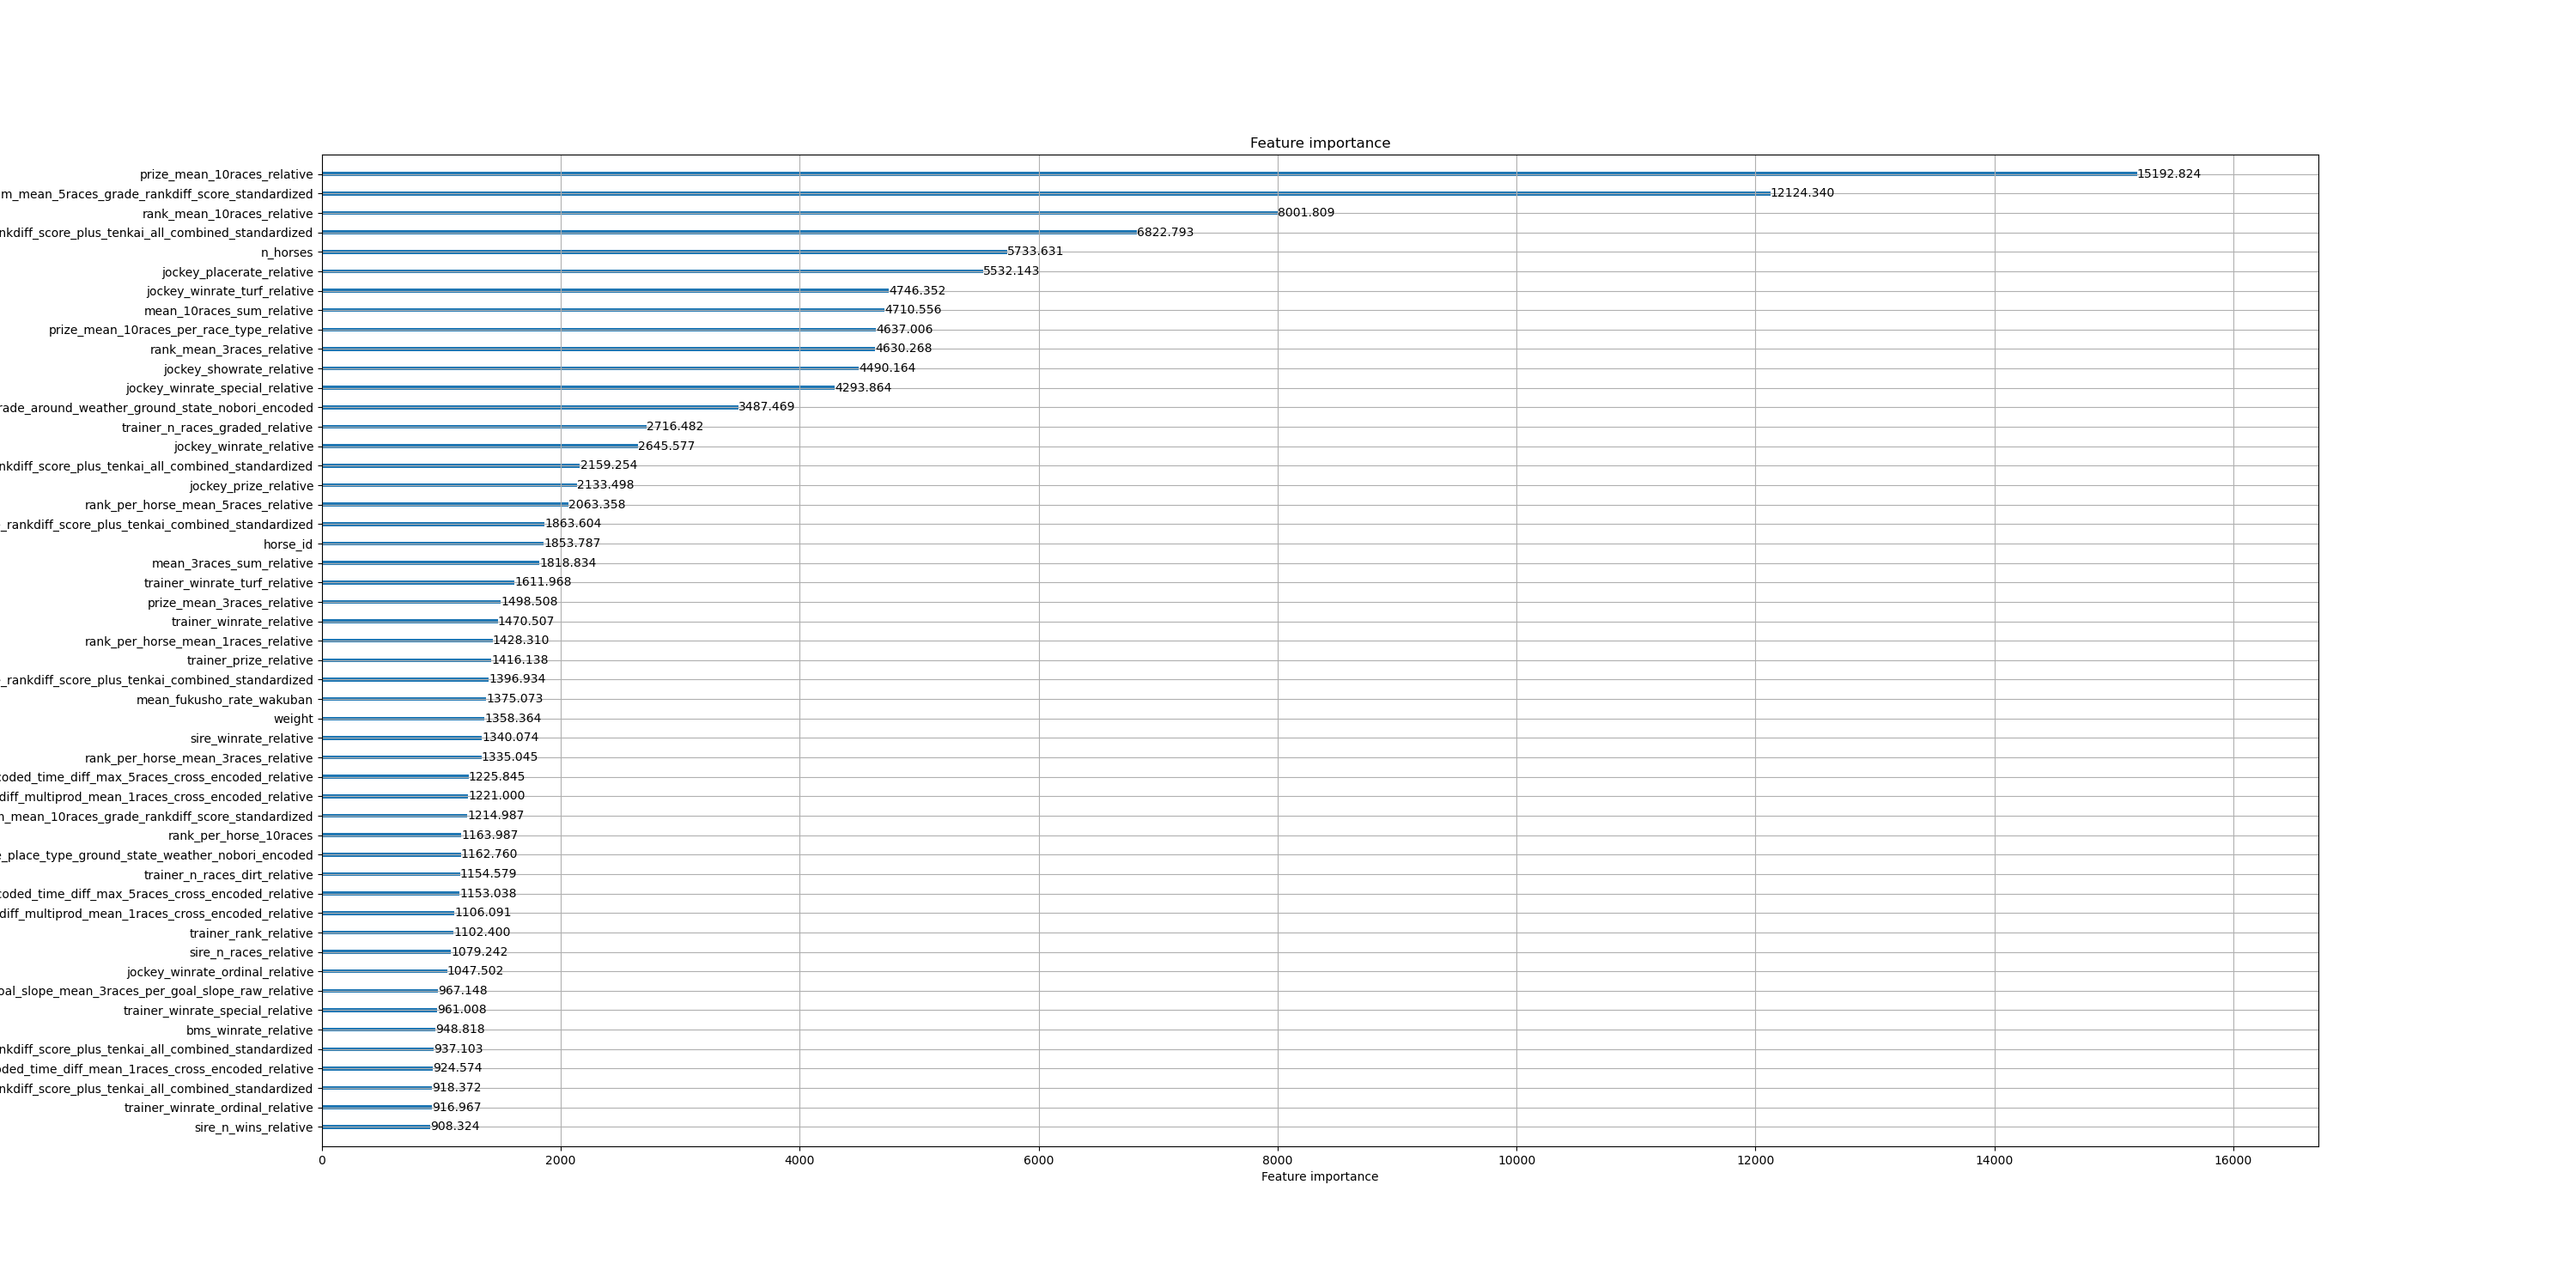 Feature importance
prize_mean_10races_relative 15192.824
m_mean_5races_grade_rankdiff_score_standardized 12124.340
rank_mean_10races_relative 8001.809
nkdiff_score_plus_tenkai_all_combined_standardized 6822.793
n_horses 5733.631
jockey_placerate_relative 5532.143
jockey_winrate_turf_relative 4746.352
mean_10races_sum_relative 4710.556
prize_mean_10races_per_race_type_relative 4637.006
rank_mean_3races_relative 4630.268
jockey_showrate_relative 4490.164
jockey_winrate_special_relative 4293.864
rade_around_weather_ground_state_nobori_encoded 3487.469
trainer_n_races_graded_relative 2716.482
jockey_winrate_relative 2645.577
nkdiff_score_plus_tenkai_all_combined_standardized 2159.254
jockey_prize_relative 2133.498
rank_per_horse_mean_5races_relative 2063.358
_rankdiff_score_plus_tenkai_combined_standardized 1863.604
horse_id 1853.787
mean_3races_sum_relative 1818.834
trainer_winrate_turf_relative 1611.968
prize_mean_3races_relative 1498.508
trainer_winrate_relative 1470.507
rank_per_horse_mean_1races_relative 1428.310
trainer_prize_relative 1416.138
_rankdiff_score_plus_tenkai_combined_standardized 1396.934
mean_fukusho_rate_wakuban 1375.073
weight 1358.364
sire_winrate_relative 1340.074
rank_per_horse_mean_3races_relative 1335.045
coded_time_diff_max_5races_cross_encoded_relative 1225.845
diff_multiprod_mean_1races_cross_encoded_relative 1221.000
n_mean_10races_grade_rankdiff_score_standardized 1214.987
rank_per_horse_10races 1163.987
e_place_type_ground_state_weather_nobori_encoded 1162.760
trainer_n_races_dirt_relative 1154.579
coded_time_diff_max_5races_cross_encoded_relative 1153.038
diff_multiprod_mean_1races_cross_encoded_relative 1106.091
trainer_rank_relative 1102.400
sire_n_races_relative 1079.242
jockey_winrate_ordinal_relative 1047.502
oal_slope_mean_3races_per_goal_slope_raw_relative 967.148
trainer_winrate_special_relative 961.008
bms_winrate_relative 948.818
nkdiff_score_plus_tenkai_all_combined_standardized 937.103
oded_time_diff_mean_1races_cross_encoded_relative 924.574
nkdiff_score_plus_tenkai_all_combined_standardized 918.372
trainer_winrate_ordinal_relative 916.967
sire_n_wins_relative 908.324
0 2000 4000 6000 8000 10000 12000 14000 16000
Feature importance